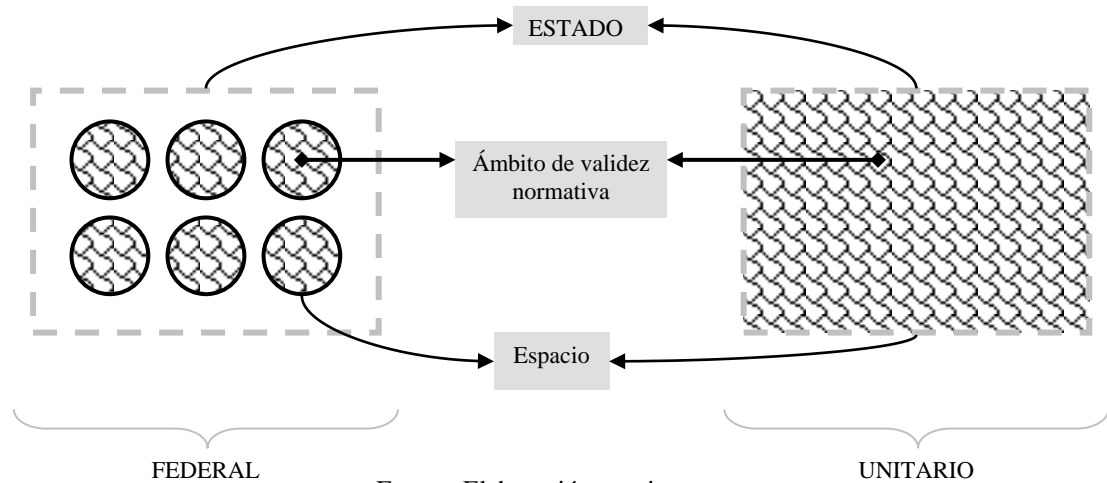 ESTADO
Ámbito de validez
normativa
Espacio
FEDERAL
UNITARIO